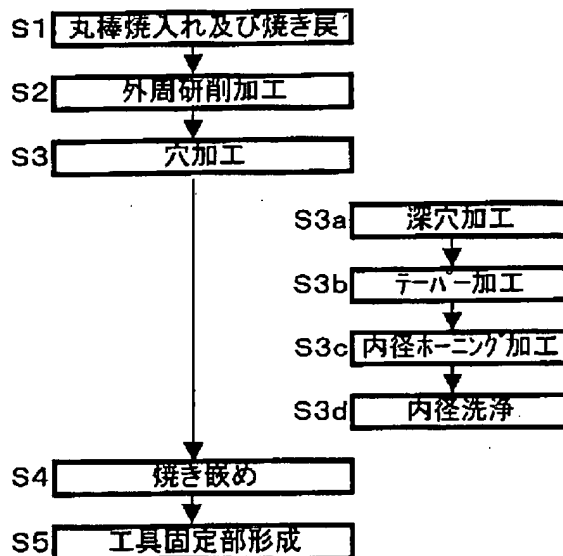 S1 丸棒焼入れ及び焼き戻
S2 外周研削加工
S3 穴加工
S3a 深穴加工
S3b テーパー加工
S3c 内径ホーニング加工
S3d 内径洗浄
S4 焼き嵌め
S5 工具固定部形成